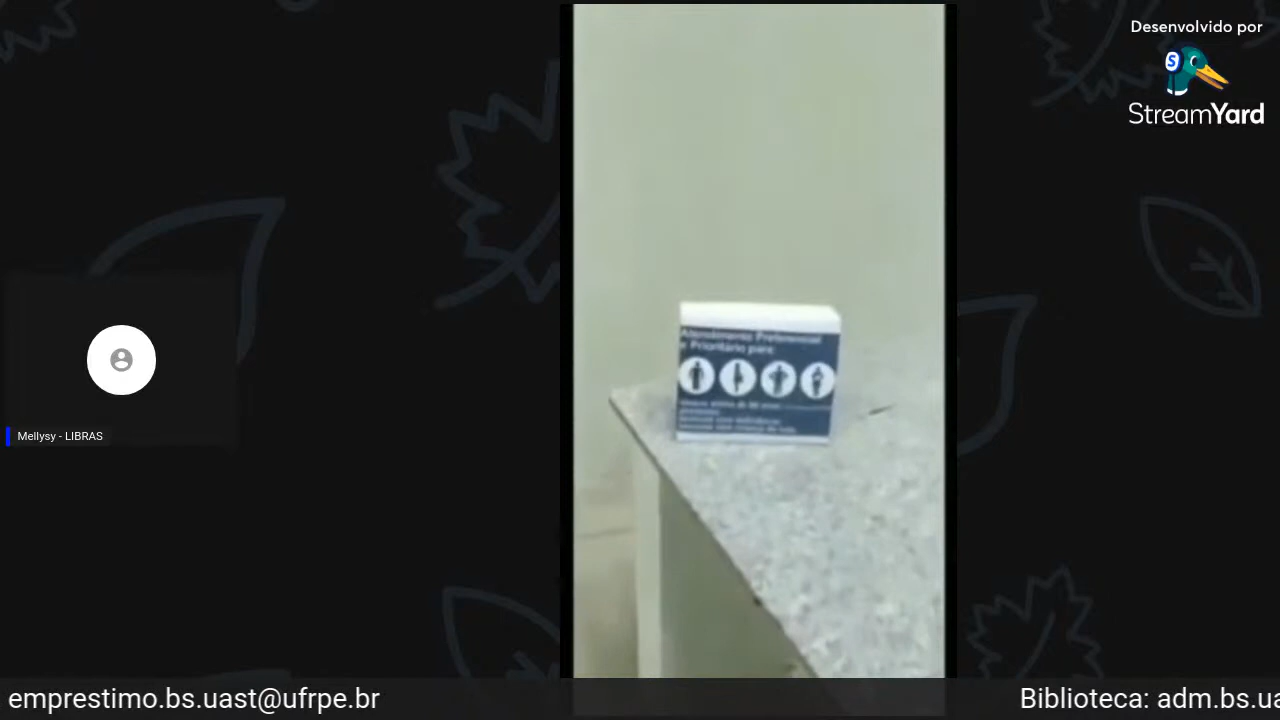 Desenvolvido por
StreamYard
Atendimento Preferencial
e Prioritário para:
Mellysy - LIBRAS
emprestimo.bs.uast@ufrpe.br
Biblioteca: adm.bs.ua